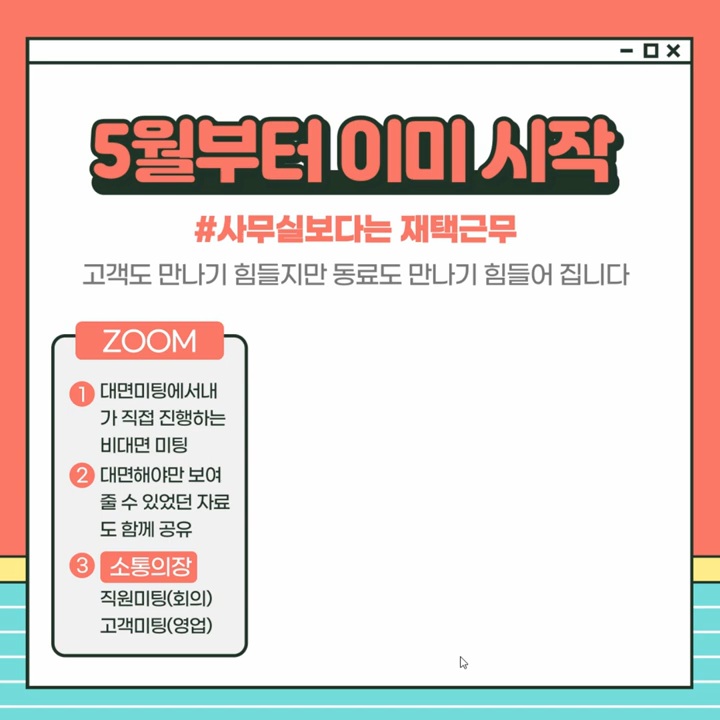 5월부터 이미 시작
#사무실보다는 재택근무
고객도 만나기 힘들지만 동료도 만나기 힘들어 집니다
ZOOM
1 대면미팅에서내
가 직접 진행하는
비대면 미팅
2 대면해야만 보여
줄 수 있었던 자료
도 함께 공유
3 소통의장
직원미팅(회의)
고객미팅(영업)